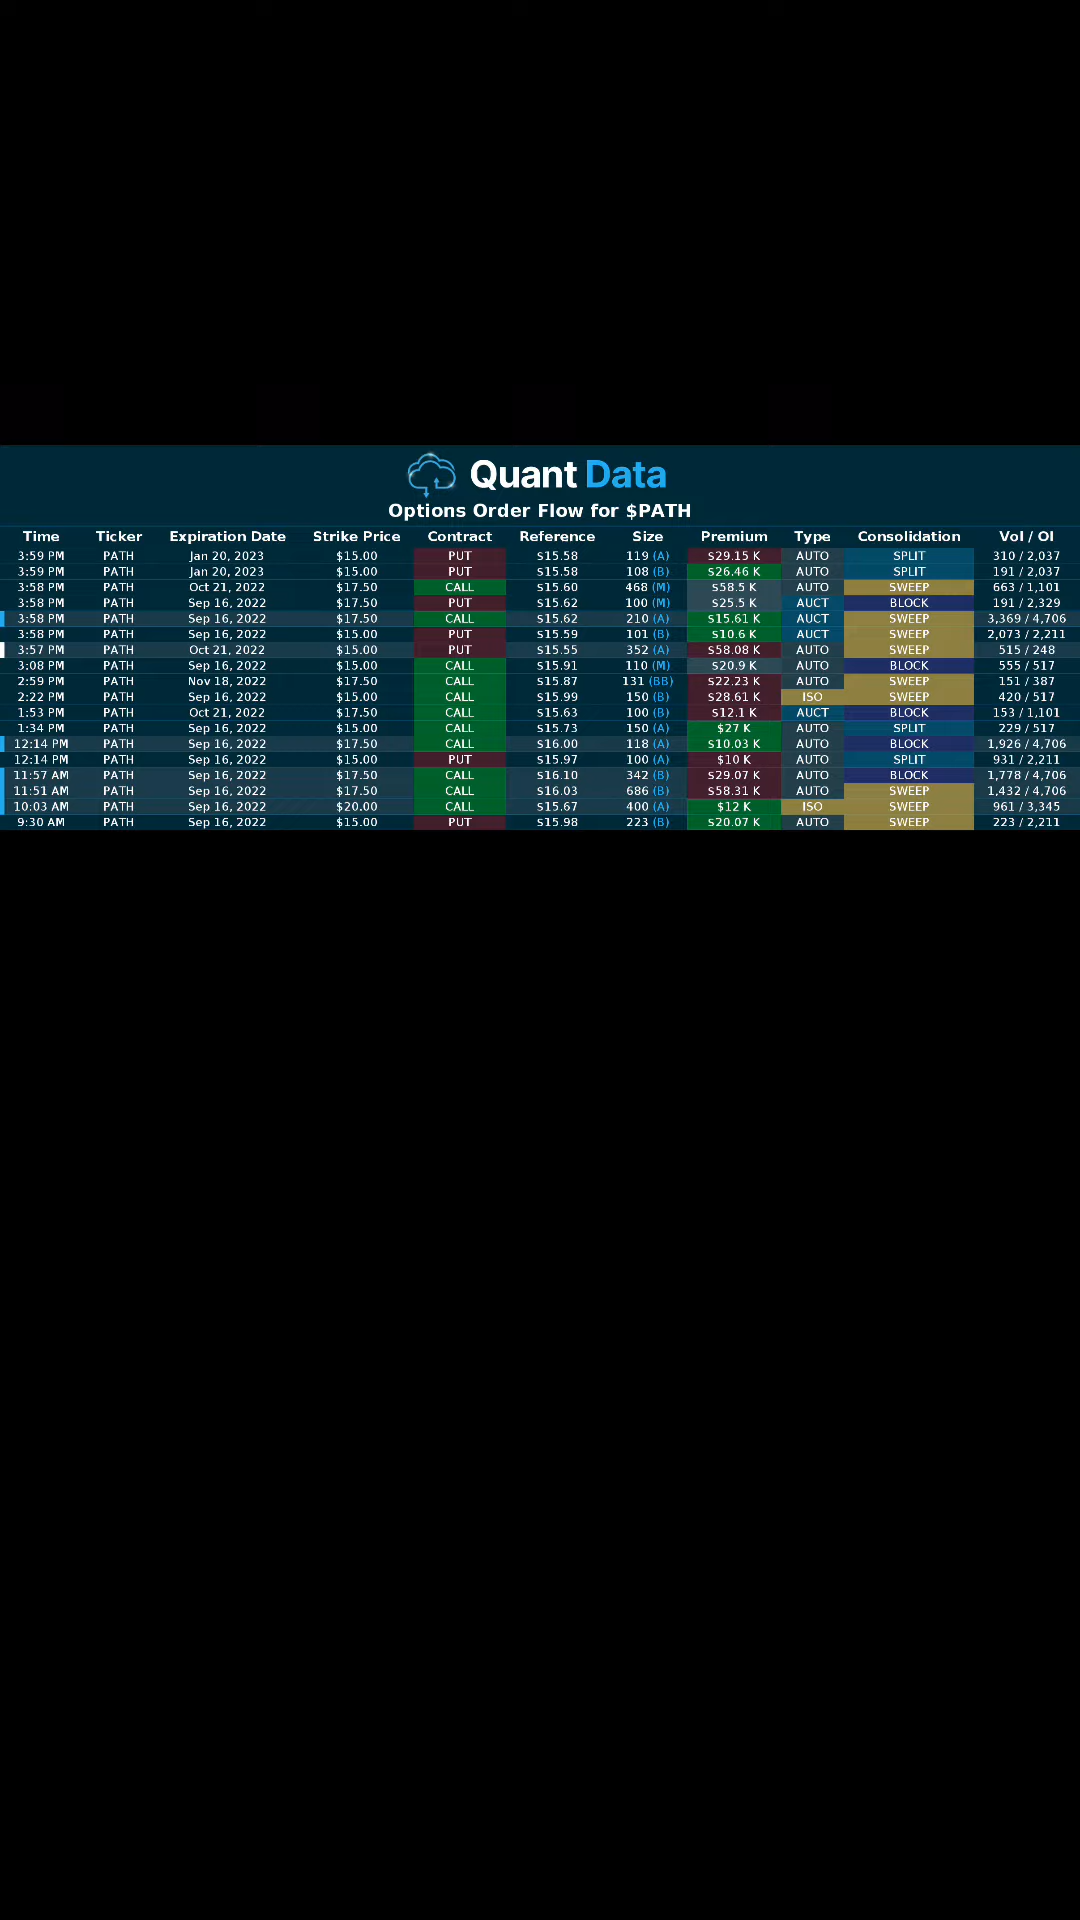 Quant Data
Options Order Flow for $PATH
Time Ticker Expiration Date Strike Price Contract Reference Size Premium Type Consolidation Vol / OI
3:59 PM PATH Jan 20, 2023 $15.00 PUT $15.58 119 (A) $29.15 K AUTO SPLIT 310 / 2,037
3:59 PM PATH Jan 20, 2023 $15.00 PUT $15.58 108 (B) $26.46 K AUTO SPLIT 191 / 2,037
3:58 PM PATH Oct 21, 2022 $17.50 CALL $15.60 468 (M) $58.5 K AUTO SWEEP 663 / 1,101
3:58 PM PATH Sep 16, 2022 $17.50 PUT $15.62 100 (M) $25.5 K AUCT BLOCK 191 / 2,329
3:58 PM PATH Sep 16, 2022 $17.50 CALL $15.62 210 (A) $15.61 K AUCT SWEEP 3,369 / 4,706
3:58 PM PATH Sep 16, 2022 $15.00 PUT $15.59 101 (B) $10.6 K AUCT SWEEP 2,073 / 2,211
3:57 PM PATH Oct 21, 2022 $15.00 PUT $15.55 352 (A) $58.08 K AUTO SWEEP 515 / 248
3:08 PM PATH Sep 16, 2022 $15.00 CALL $15.91 110 (M) $20.9 K AUTO BLOCK 555 / 517
2:59 PM PATH Nov 18, 2022 $17.50 CALL $15.87 131 (BB) $22.23 K AUTO SWEEP 151 / 387
2:22 PM PATH Sep 16, 2022 $15.00 CALL $15.99 150 (B) $28.61 K ISO SWEEP 420 / 517
1:53 PM PATH Oct 21, 2022 $17.50 CALL $15.63 100 (B) $12.1 K AUCT BLOCK 153 / 1,101
1:34 PM PATH Sep 16, 2022 $15.00 CALL $15.73 150 (A) $27 K AUTO SPLIT 229 / 517
12:14 PM PATH Sep 16, 2022 $17.50 CALL $16.00 118 (A) $10.03 K AUTO BLOCK 1,926 / 4,706
12:14 PM PATH Sep 16, 2022 $15.00 PUT $15.97 100 (A) $10 K AUTO SPLIT 931 / 2,211
11:57 AM PATH Sep 16, 2022 $17.50 CALL $16.10 342 (B) $29.07 K AUTO BLOCK 1,778 / 4,706
11:51 AM PATH Sep 16, 2022 $17.50 CALL $16.03 686 (B) $58.31 K AUTO SWEEP 1,432 / 4,706
10:03 AM PATH Sep 16, 2022 $20.00 CALL $15.67 400 (A) $12 K ISO SWEEP 961 / 3,345
9:30 AM PATH Sep 16, 2022 $15.00 PUT $15.98 223 (B) $20.07 K AUTO SWEEP 223 / 2,211